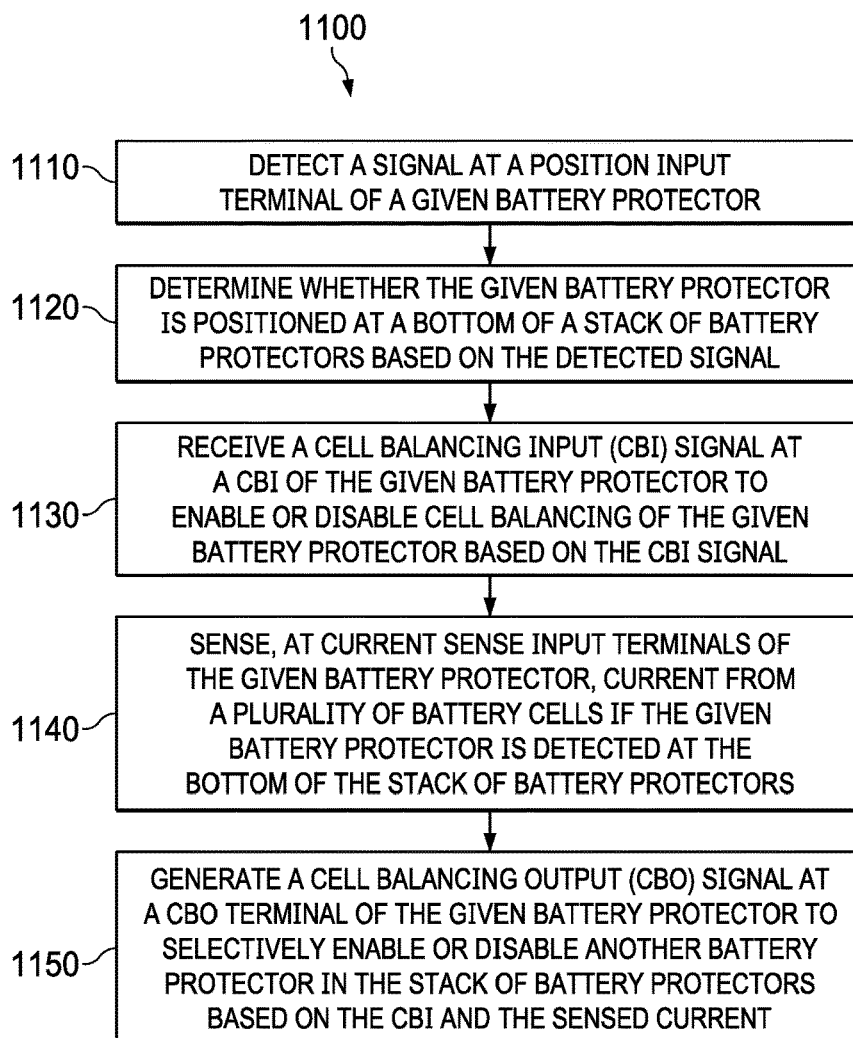 1100
1110
DETECT A SIGNAL AT A POSITION INPUT
TERMINAL OF A GIVEN BATTERY PROTECTOR
1120
DETERMINE WHETHER THE GIVEN BATTERY PROTECTOR
IS POSITIONED AT A BOTTOM OF A STACK OF BATTERY
PROTECTORS BASED ON THE DETECTED SIGNAL
1130
RECEIVE A CELL BALANCING INPUT (CBI) SIGNAL AT
A CBI OF THE GIVEN BATTERY PROTECTOR TO
ENABLE OR DISABLE CELL BALANCING OF THE GIVEN
BATTERY PROTECTOR BASED ON THE CBI SIGNAL
1140
SENSE, AT CURRENT SENSE INPUT TERMINALS OF
THE GIVEN BATTERY PROTECTOR, CURRENT FROM
A PLURALITY OF BATTERY CELLS IF THE GIVEN
BATTERY PROTECTOR IS DETECTED AT THE
BOTTOM OF THE STACK OF BATTERY PROTECTORS
1150
GENERATE A CELL BALANCING OUTPUT (CBO) SIGNAL AT
A CBO TERMINAL OF THE GIVEN BATTERY PROTECTOR TO
SELECTIVELY ENABLE OR DISABLE ANOTHER BATTERY
PROTECTOR IN THE STACK OF BATTERY PROTECTORS
BASED ON THE CBI AND THE SENSED CURRENT